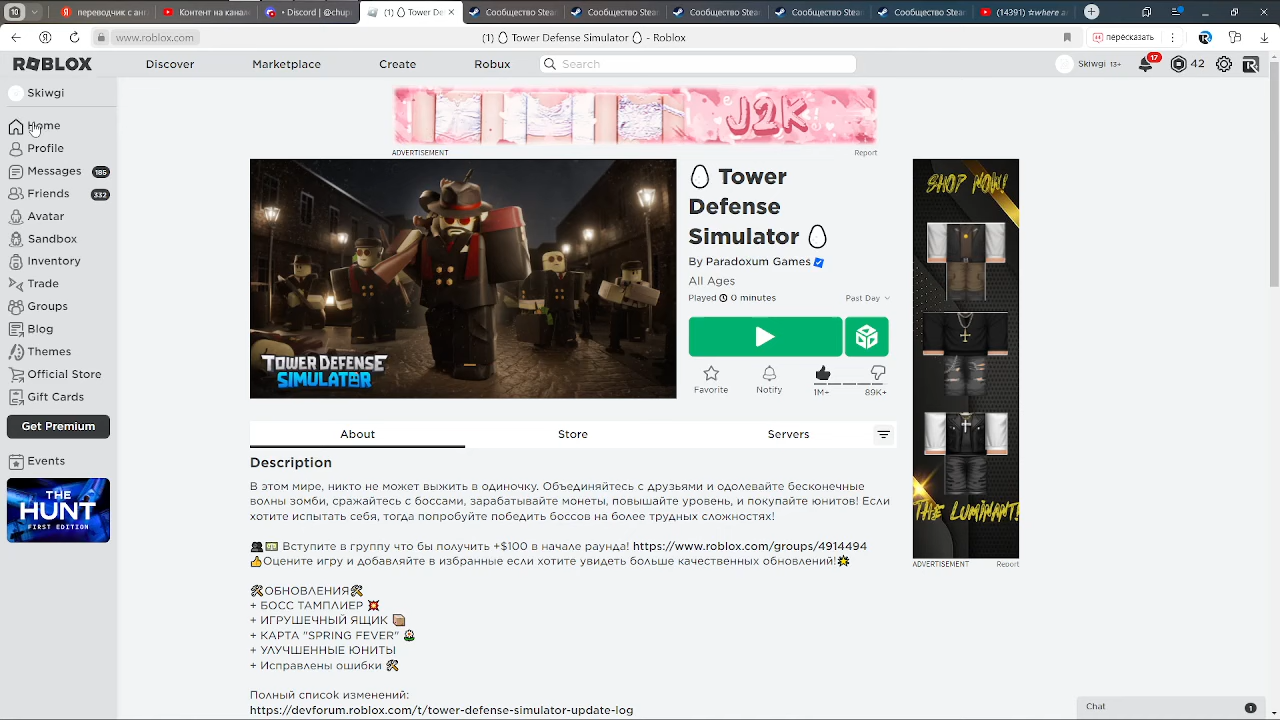 10
переводчик с анг
Контент на канал
• Discord | @chup
(1) Tower De
Сообщество Stea
Сообщество Stea
Сообщество Stea
Сообщество Stea
Сообщество Stea
(14391) ☆where a
www.roblox.com
(1) Tower Defense Simulator - Roblox
пересказать
ROBLOX
Discover
Marketplace
Create
Robux
Search
Skiwgi 13+
17
42
Skiwgi
Home
Profile
Messages 185
Friends 332
Avatar
Sandbox
Inventory
Trade
Groups
Blog
Themes
Official Store
Gift Cards
Get Premium
Events
THE
HUNT
FIRST EDITION
J2K
ADVERTISEMENT
Report
TOWER DEFENSE
SIMULATOR
Tower
Defense
Simulator
By Paradoxum Games
All Ages
Played 0 minutes
Past Day
Favorite
Notify
1M+
89K+
SHOP NOW!
THE LUMINANT!
ADVERTISEMENT
Report
About
Store
Servers
Description
В этом мире, никто не может выжить в одиночку. Объединяйтесь с друзьями и одолевайте бесконечные
волны зомби, сражайтесь с боссами, зарабатывайте монеты, повышайте уровень, и покупайте юнитов! Если
хотите испытать себя, тогда попробуйте победить боссов на более трудных сложностях!
👥💵 Вступите в группу что бы получить +$100 в начале раунда! https://www.roblox.com/groups/4914494
👍Оцените игру и добавляйте в избранные если хотите увидеть больше качественных обновлений!🌟
🛠ОБНОВЛЕНИЯ🛠
+ БОСС ТАМПЛИЕР 💥
+ ИГРУШЕЧНЫЙ ЯЩИК 📦
+ КАРТА "SPRING FEVER" 🌷
+ УЛУЧШЕННЫЕ ЮНИТЫ
+ Исправлены ошибки 🛠
Полный список изменений:
https://devforum.roblox.com/t/tower-defense-simulator-update-log
Chat
1